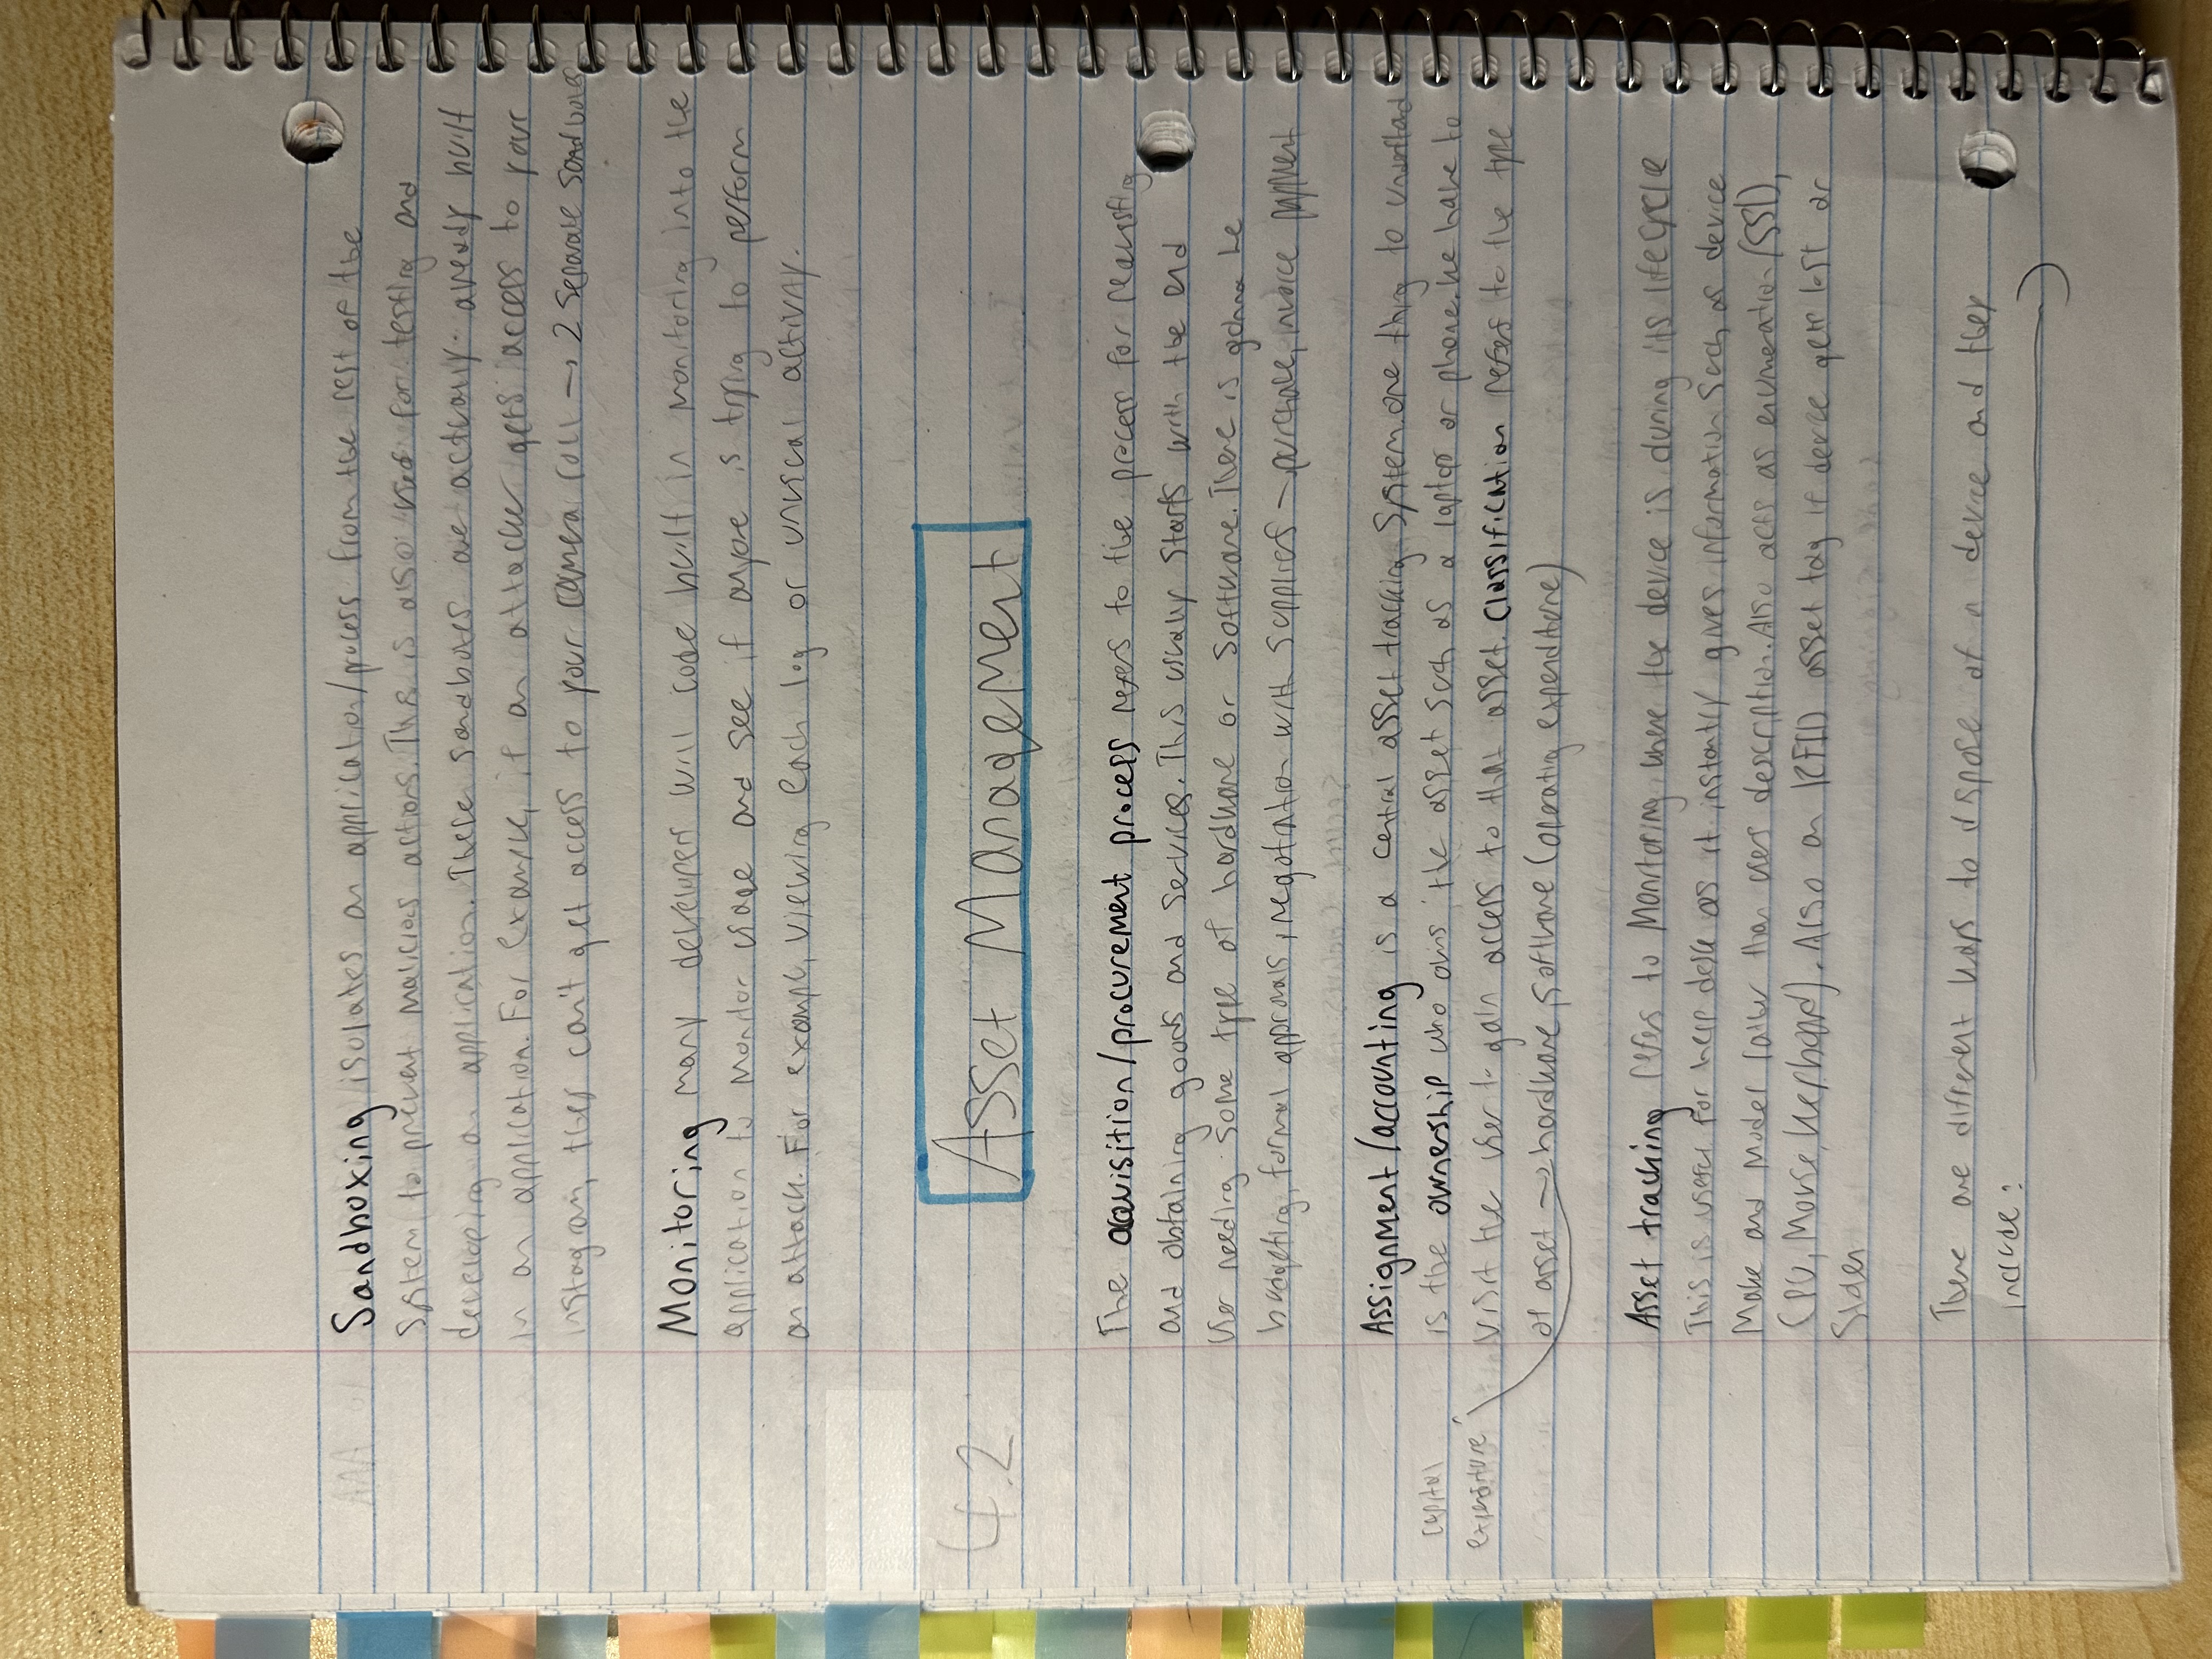 Sandboxing isolates an application/process from the rest of the
System to prevent malicious actions. This is also used for testing and
developing an application. These sandboxes are actually already built
in an application. For example, if an attacker gets access to your
instagram, they can't get access to your camera roll → 2 Separate Sandboxes
Monitoring many developers will code built in monitoring into the
application to monitor usage and see if anyone is trying to perform
an attack. For example, viewing each log or unusual activity.
4.2
Asset Management
The acquisition/procurement process refers to the process for requesting
and obtaining goods and services. This usually starts with the end
user needing some type of hardware or software. There is gonna be
budgeting, formal approvals, negotiation with suppliers → purchase, invoice payment
Assignment/accounting is a central asset tracking system. one thing to understand
is the ownership who owns the asset such as a laptop or phone. we have to
visit the user to gain access to that asset. Classification refers to the type
of asset → hardware, software (operating expenditure)
capital
expenditure
Asset tracking refers to Monitoring where the device is during its lifecycle
This is useful for help desk as it instantly gives information such as device
make and model rather than users description. Also acts as enumeration (SSD,
CPU, Mouse, keyboard). Also an RFID asset tag if device gets lost or
Stolen
There are different ways to dispose of a device and they
include: